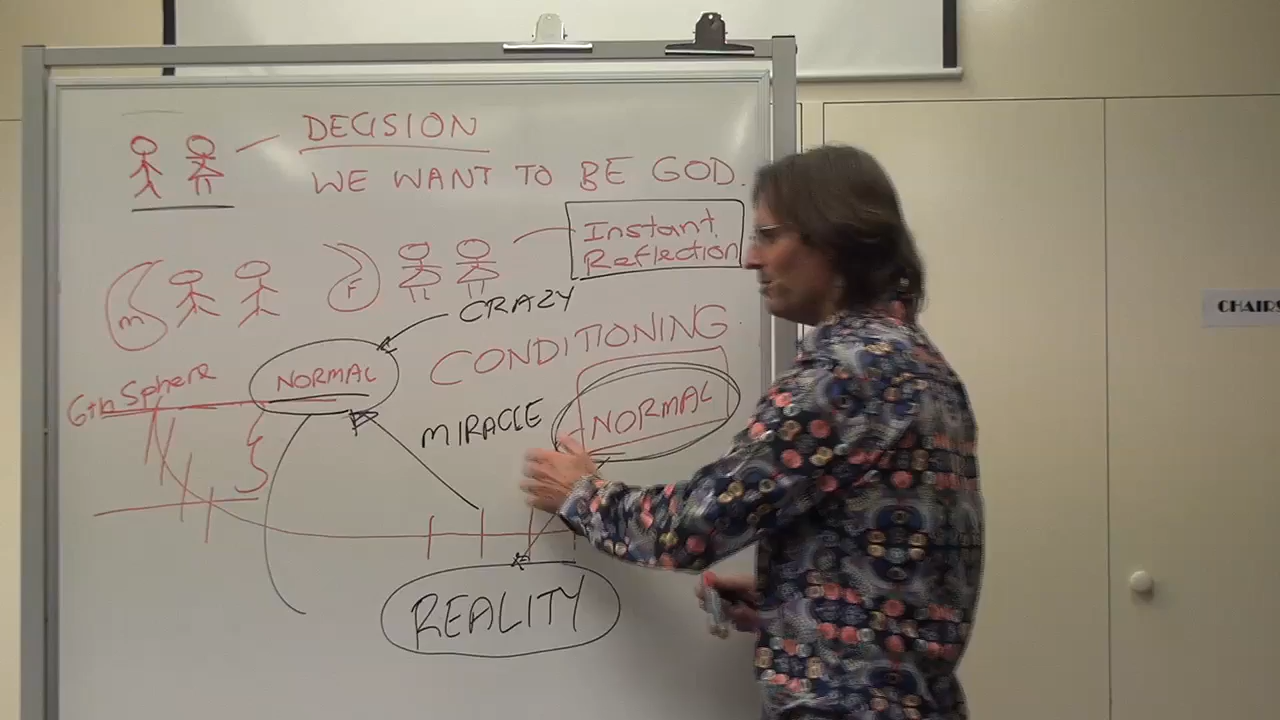 DECISION
WE WANT TO BE GOD.
Instant
Reflection
M
F
CRAZY
CONDITIONING
6th Sphere
NORMAL
MIRACLE
NORMAL
REALITY
CHAIRS